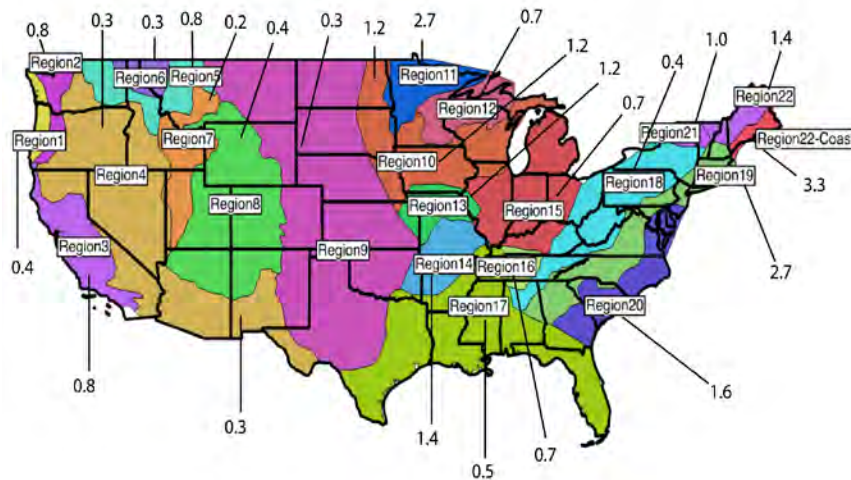 0.3 0.3 0.8 0.2 0.4 0.3 1.2 2.7 0.7
0.8 1.2 1.0 1.4
1.2
0.4
0.7
Region2
Region6 Region5
Region11
Region12
Region22
Region1
Region7
Region21
Region22-Coas
Region4
Region10
Region19
Region18
3.3
Region8
Region13
Region15
Region3
Region9
0.4
Region14 Region16
2.7
Region17
Region20
0.8
1.6
0.3
1.4
0.7
0.5